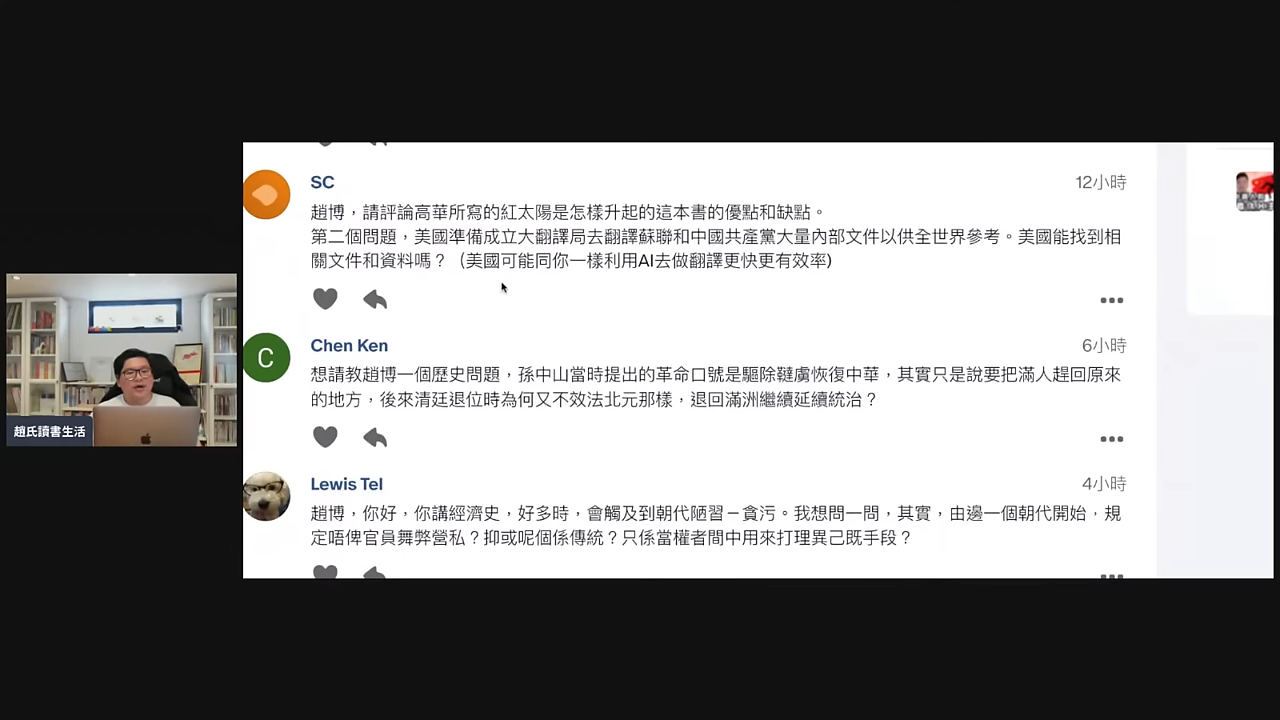 SC
12小時
趙博，請評論高華所寫的紅太陽是怎樣升起的這本書的優點和缺點。
第二個問題，美國準備成立大翻譯局去翻譯蘇聯和中國共產黨大量內部文件以供全世界參考。美國能找到相
關文件和資料嗎？（美國可能同你一樣利用AI去做翻譯更快更有效率)
C
Chen Ken
6小時
想請教趙博一個歷史問題，孫中山當時提出的革命口號是驅除韃虜恢復中華，其實只是說要把滿人趕回原來
的地方，後來清廷退位時為何又不效法北元那樣，退回滿洲繼續延續統治？
趙氏讀書生活
Lewis Tel
4小時
趙博，你好，你講經濟史，好多時，會觸及到朝代陋習－貪污。我想問一問，其實，由邊一個朝代開始，規
定唔俾官員舞弊營私？抑或呢個係傳統？只係當權者間中用來打理異己既手段？